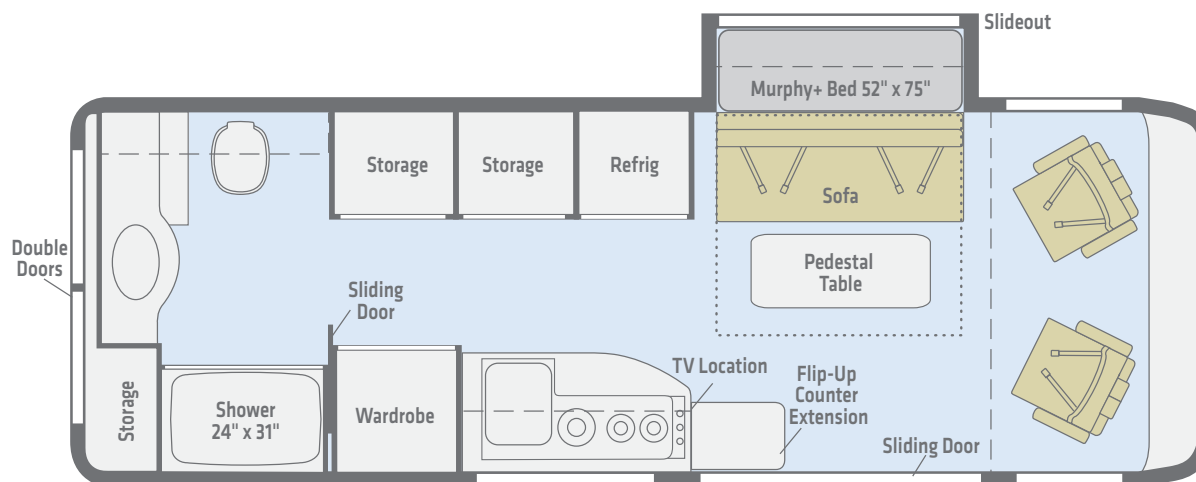 Slideout
Murphy+ Bed 52" x 75"
Storage
Storage
Refrig
Sofa
Double
Doors
Pedestal
Table
Sliding
Door
TV Location
Flip-Up
Counter
Extension
Storage
Shower
24" x 31"
Wardrobe
Sliding Door